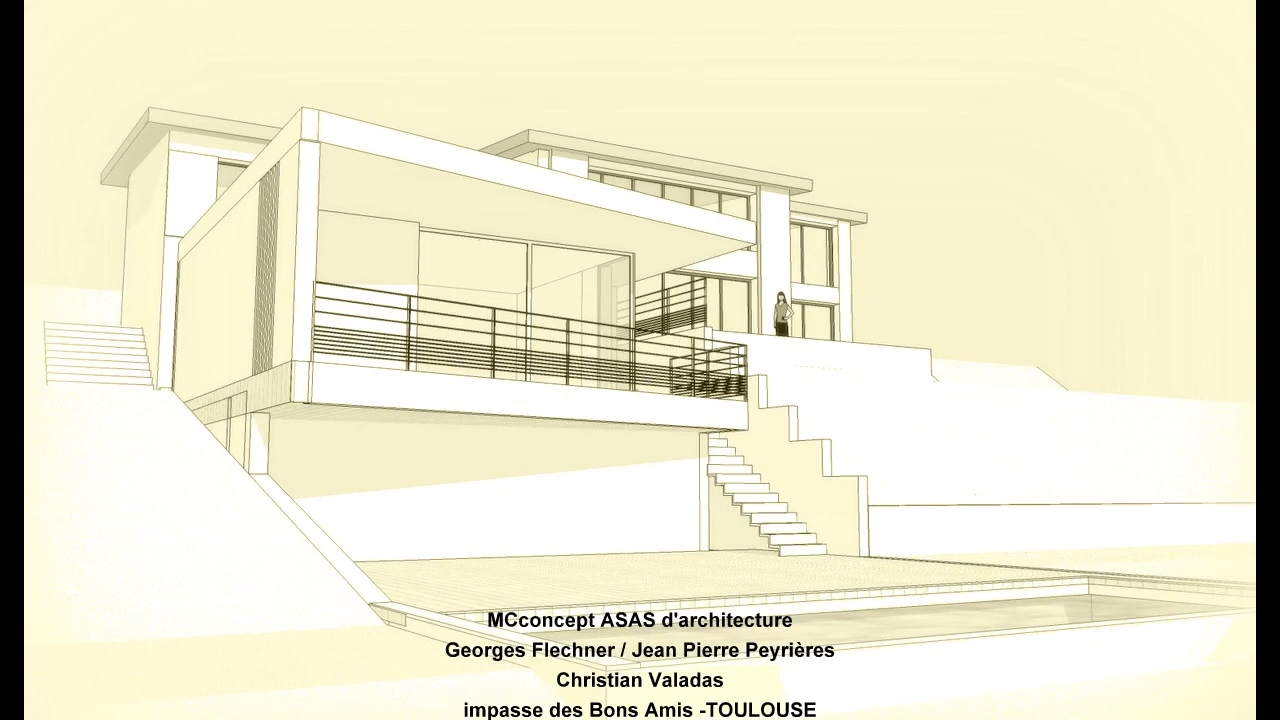 MCconcept ASAS d'architecture
Georges Flechner / Jean Pierre Peyrières
Christian Valadas
impasse des Bons Amis -TOULOUSE